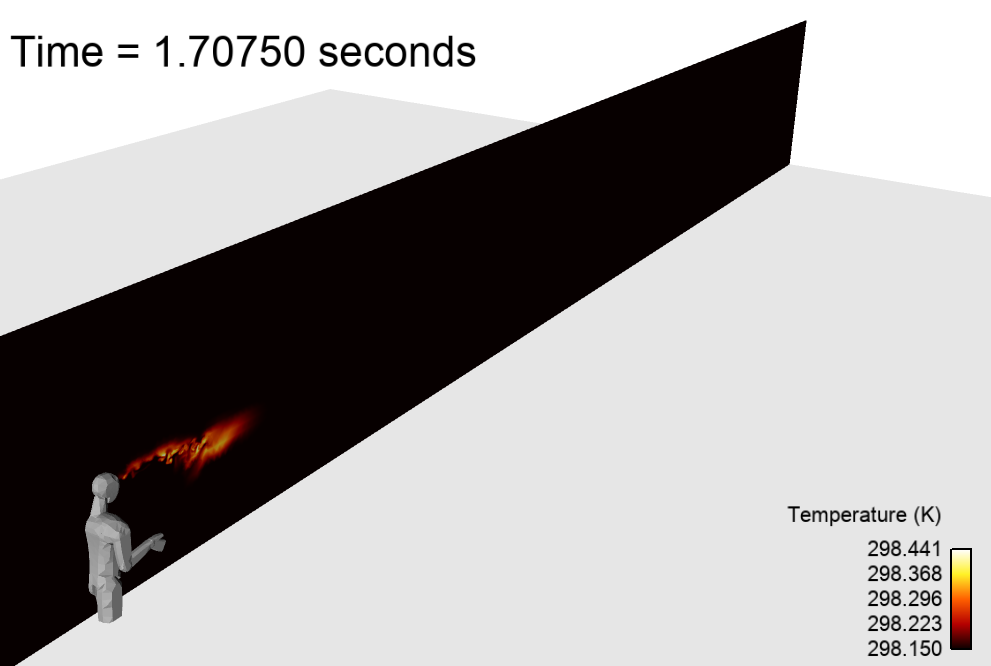 Time = 1.70750 seconds
Temperature (K)
298.441
298.368
298.296
298.223
298.150